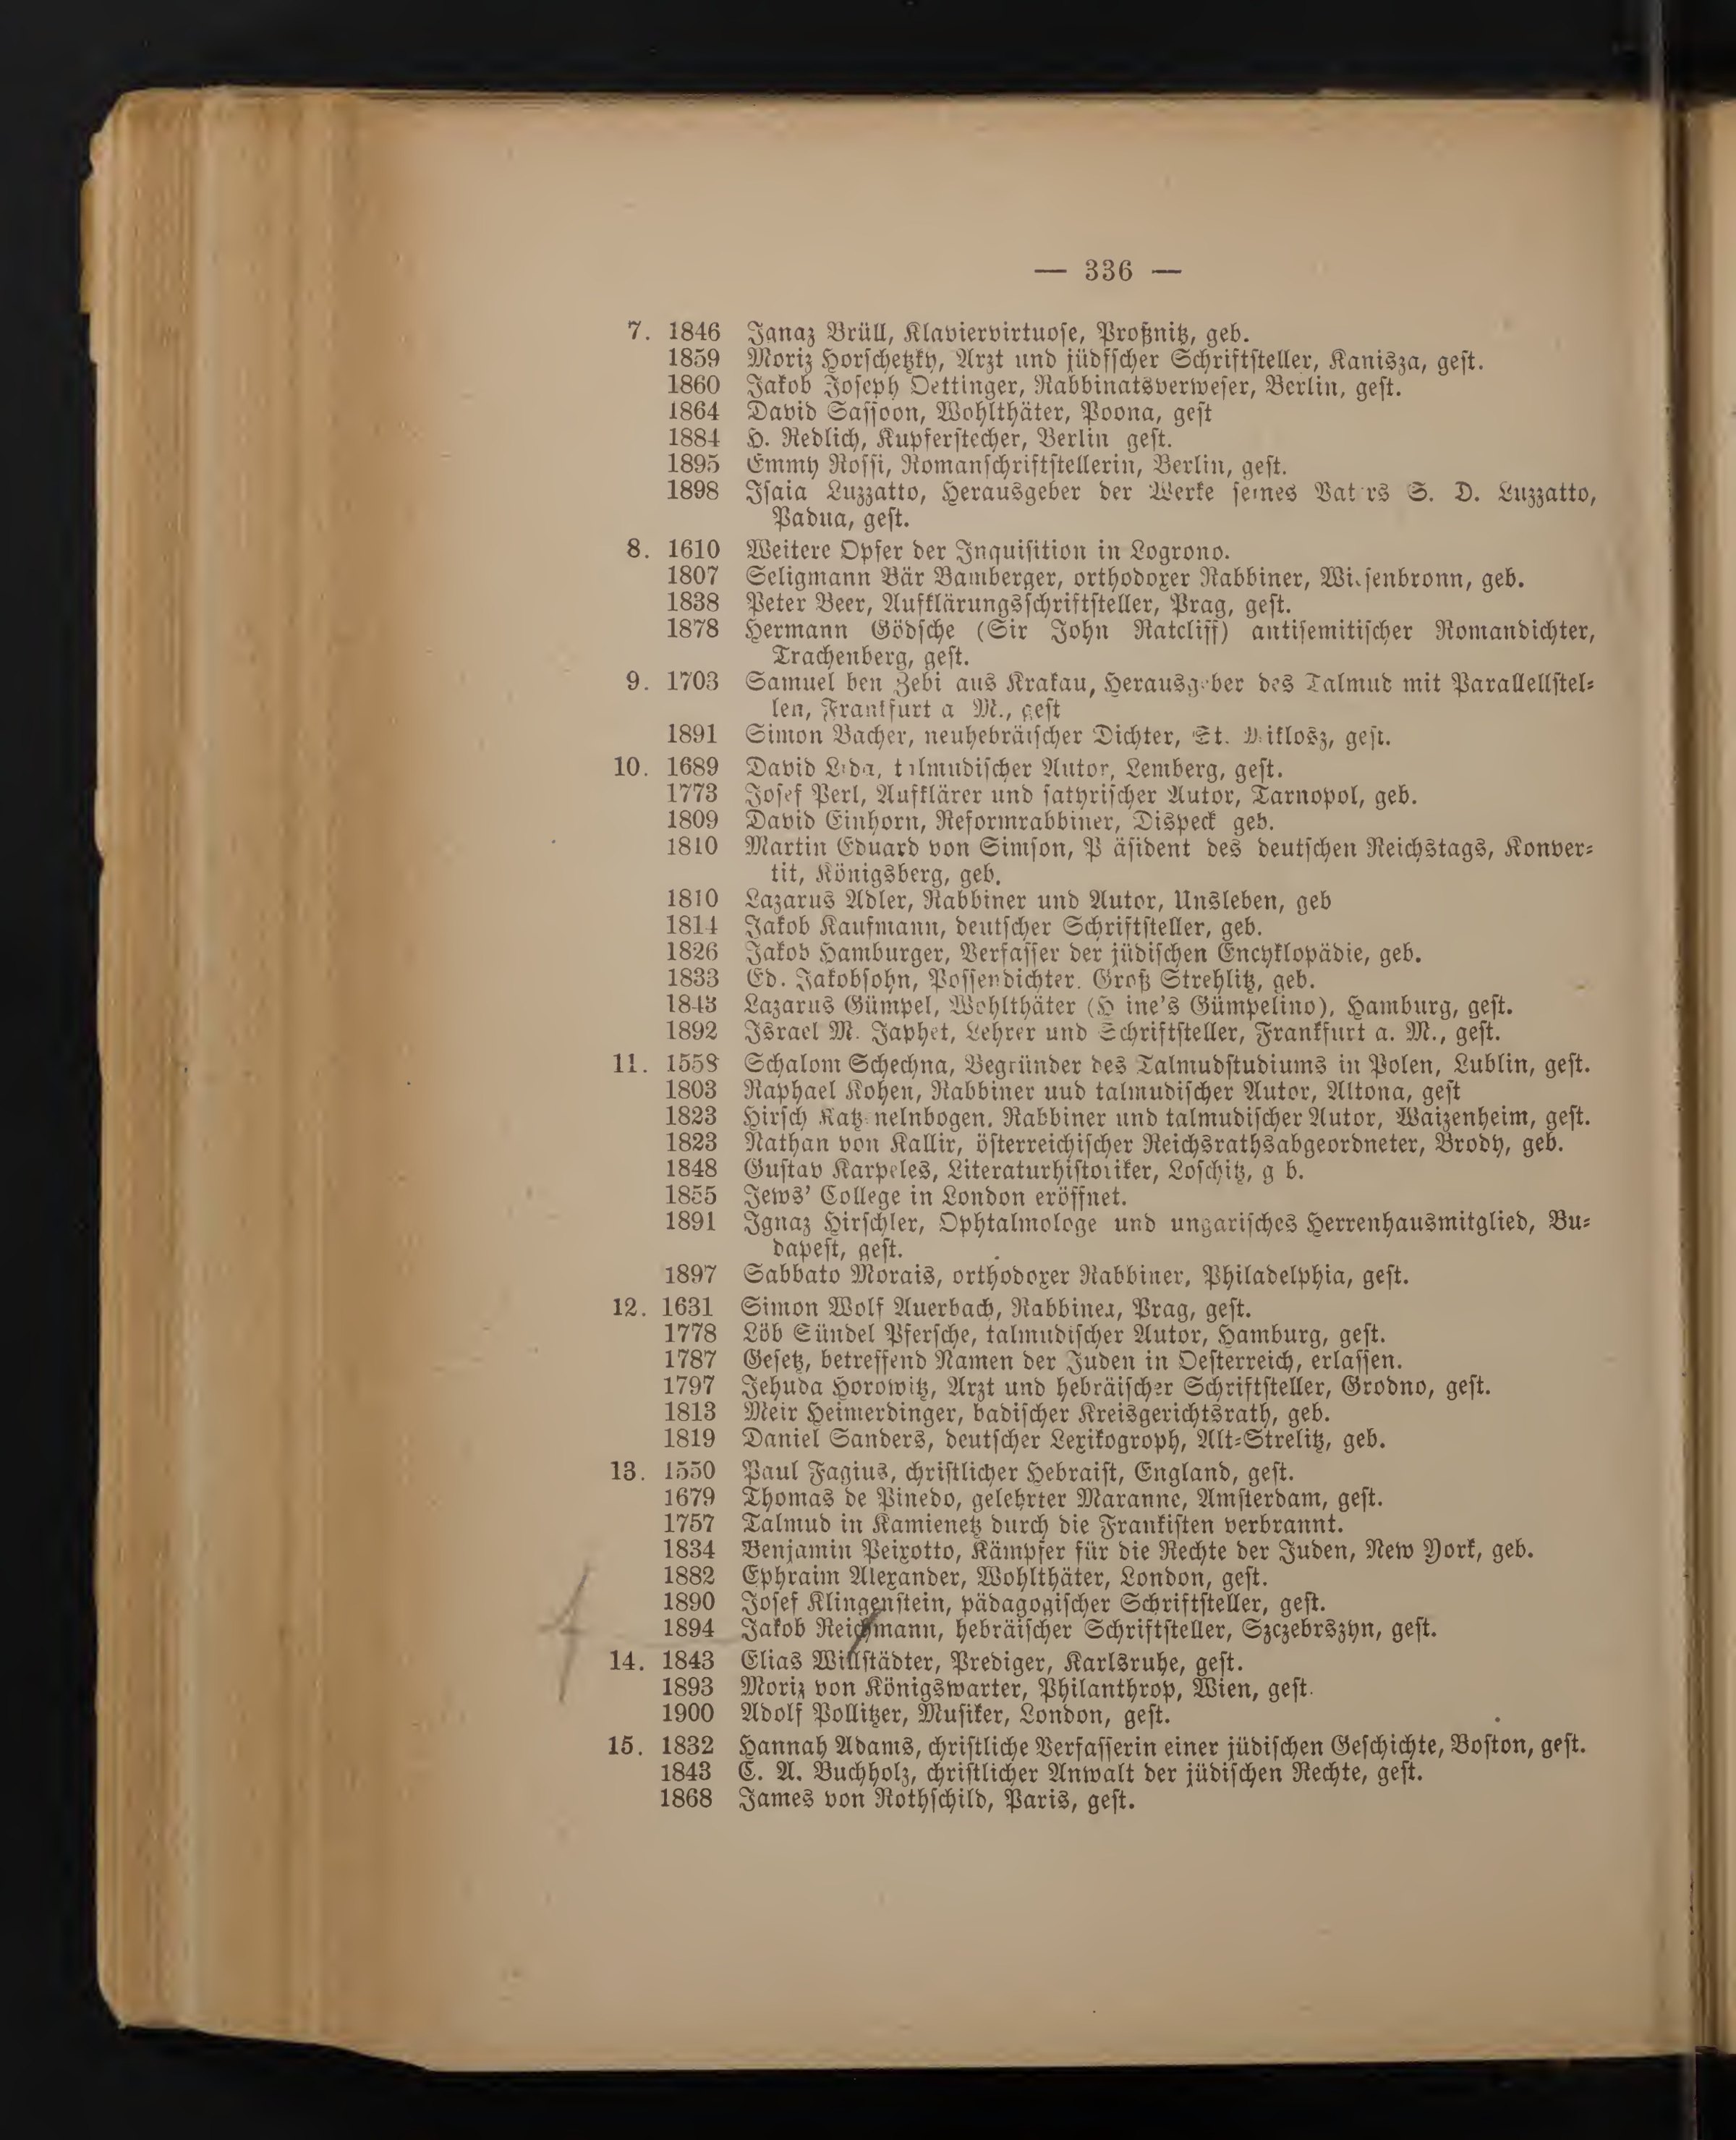 — 336 —
7. 1846 Janaz Brüll, Klaviervirtuose, Proßnitz, geb.
1859 Moriz Horschetzky, Arzt und jüdfscher Schriftsteller, Kanisza, gest.
1860 Jakob Joseph Oettinger, Rabbinatsverweser, Berlin, gest.
1864 David Sassoon, Wohlthäter, Poona, gest
1884 H. Redlich, Kupferstecher, Berlin gest.
1895 Emmy Rossi, Romanschriftstellerin, Berlin, gest.
1898 Isaia Luzzatto, Herausgeber der Werke seines Vat rs S. D. Luzzatto,
Padua, gest.
8. 1610 Weitere Opfer der Inquisition in Logrono.
1807 Seligmann Bär Bamberger, orthodoxer Rabbiner, Wi.senbronn, geb.
1838 Peter Beer, Aufklärungsschriftsteller, Prag, gest.
1878 Hermann Gödsche (Sir John Ratcliff) antisemitischer Romandichter,
Trachenberg, gest.
9. 1703 Samuel ben Zebi aus Krakau, Herausg ber des Talmud mit Parallellstel-
len, Frankfurt a M., gest
1891 Simon Bacher, neuhebräischer Dichter, St. gest.
10. 1689 David talmudischer Autor, Lemberg, gest.
1773 Josef Perl, Aufklärer und satyrischer Autor, Tarnopol, geb.
1809 David Einhorn, Reformrabbiner, Dispeck geb.
1810 Martin Eduard von Simson, P äsident des deutschen Reichstags, Konver-
tit, Königsberg, geb.
1810 Lazarus Adler, Rabbiner und Autor, Unsleben, geb
1814 Jakob Kaufmann, deutscher Schriftsteller, geb.
1826 Jakob Hamburger, Verfasser der jüdischen Encyklopädie, geb.
1833 Ed. Jakobsohn, Possendichter. Groß Strehlitz, geb.
1843 Lazarus Gümpel, Wohlthäter (H ine's Gümpelino), Hamburg, gest.
1892 Israel M. Japhet, Lehrer und Schriftsteller, Frankfurt a. M., gest.
11. 1558 Schalom Schechna, Begründer des Talmudstudiums in Polen, Lublin, gest.
1803 Raphael Kohen, Rabbiner uud talmudischer Autor, Altona, gest
1823 Hirsch Katz nelnbogen. Rabbiner und talmudischer Autor, Waizenheim, gest.
1823 Nathan von Kallir, österreichischer Reichsrathsabgeordneter, Brody, geb.
1848 Gustav Karpeles, Literaturhistoriker, Loschitz, g b.
1855 Jews' College in London eröffnet.
1891 Ignaz Hirschler, Ophtalmologe und ungarisches Herrenhausmitglied, Bu-
dapest, gest.
1897 Sabbato Morais, orthodoxer Rabbiner, Philadelphia, gest.
12. 1631 Simon Wolf Auerbach, Rabbiner, Prag, gest.
1778 Löb Sündel Pfersche, talmudischer Autor, Hamburg, gest.
1787 Gesetz, betreffend Namen der Juden in Oesterreich, erlassen.
1797 Jehuda Horowitz, Arzt und hebräischer Schriftsteller, Grodno, gest.
1813 Meir Heimerdinger, badischer Kreisgerichtsrath, geb.
1819 Daniel Sanders, deutscher Lexikogroph, Alt-Strelitz, geb.
13. 1550 Paul Fagius, christlicher Hebraist, England, gest.
1679 Thomas de Pinedo, gelehrter Maranne, Amsterdam, gest.
1757 Talmud in Kamienetz durch die Frankisten verbrannt.
1834 Benjamin Peixotto, Kämpfer für die Rechte der Juden, New York, geb.
1882 Ephraim Alexander, Wohlthäter, London, gest.
1890 Josef Klingenstein, pädagogischer Schriftsteller, gest.
1894 Jakob Reichmann, hebräischer Schriftsteller, Szczebrszyn, gest.
14. 1843 Elias Willstädter, Prediger, Karlsruhe, gest.
1893 Moriz von Königswarter, Philanthrop, Wien, gest.
1900 Adolf Pollitzer, Musiker, London, gest.
15. 1832 Hannah Adams, christliche Verfasserin einer jüdischen Geschichte, Boston, gest.
1843 C. A. Buchholz, christlicher Anwalt der jüdischen Rechte, gest.
1868 James von Rothschild, Paris, gest.